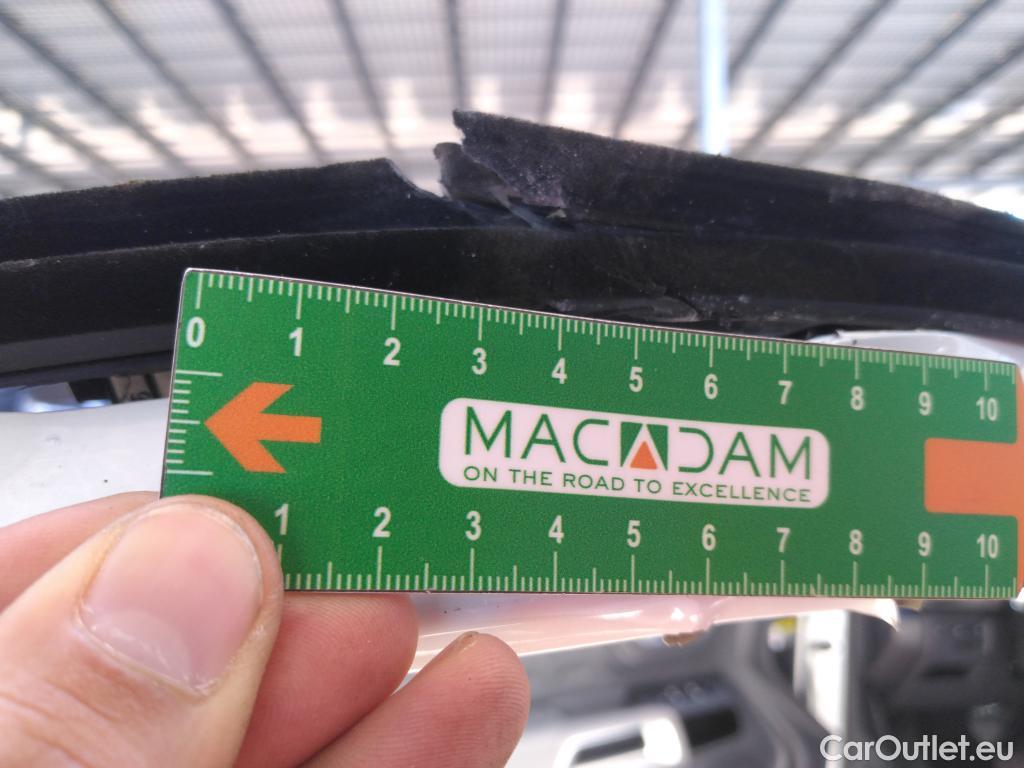 0 1 2 3 4 5 6 7 8 9 10
MACADAM
ON THE ROAD TO EXCELLENCE
1 2 3 4 5 6 7 8 9 10
CarOutlet.eu